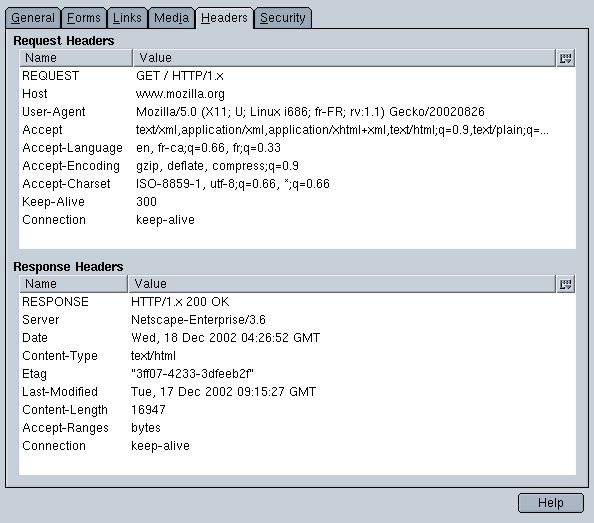 General Forms Links Media Headers Security
Request Headers
Name Value
REQUEST GET / HTTP/1.x
Host www.mozilla.org
User-Agent Mozilla/5.0 (X11; U; Linux i686; fr-FR; rv:1.1) Gecko/20020826
Accept text/xml,application/xml,application/xhtml+xml,text/html;q=0.9,text/plain;q=...
Accept-Language en, fr-ca;q=0.66, fr;q=0.33
Accept-Encoding gzip, deflate, compress;q=0.9
Accept-Charset ISO-8859-1, utf-8;q=0.66, *;q=0.66
Keep-Alive 300
Connection keep-alive
Response Headers
Name Value
RESPONSE HTTP/1.x 200 OK
Server Netscape-Enterprise/3.6
Date Wed, 18 Dec 2002 04:26:52 GMT
Content-Type text/html
Etag "3ff07-4233-3dfeeb2f"
Last-Modified Tue, 17 Dec 2002 09:15:27 GMT
Content-Length 16947
Accept-Ranges bytes
Connection keep-alive
Help